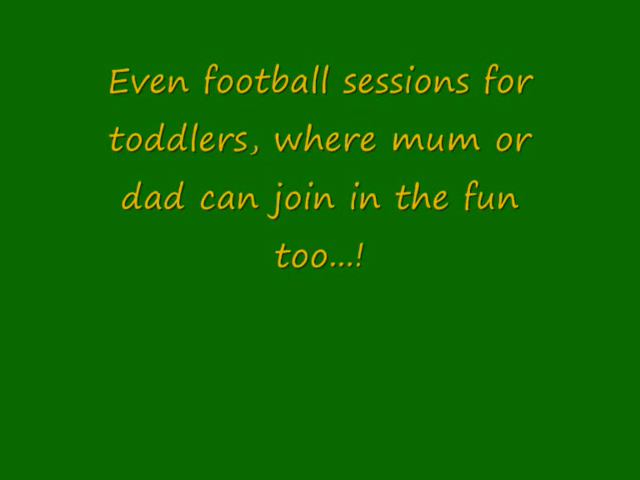 Even football sessions for
toddlers, where mum or
dad can join in the fun
too...!